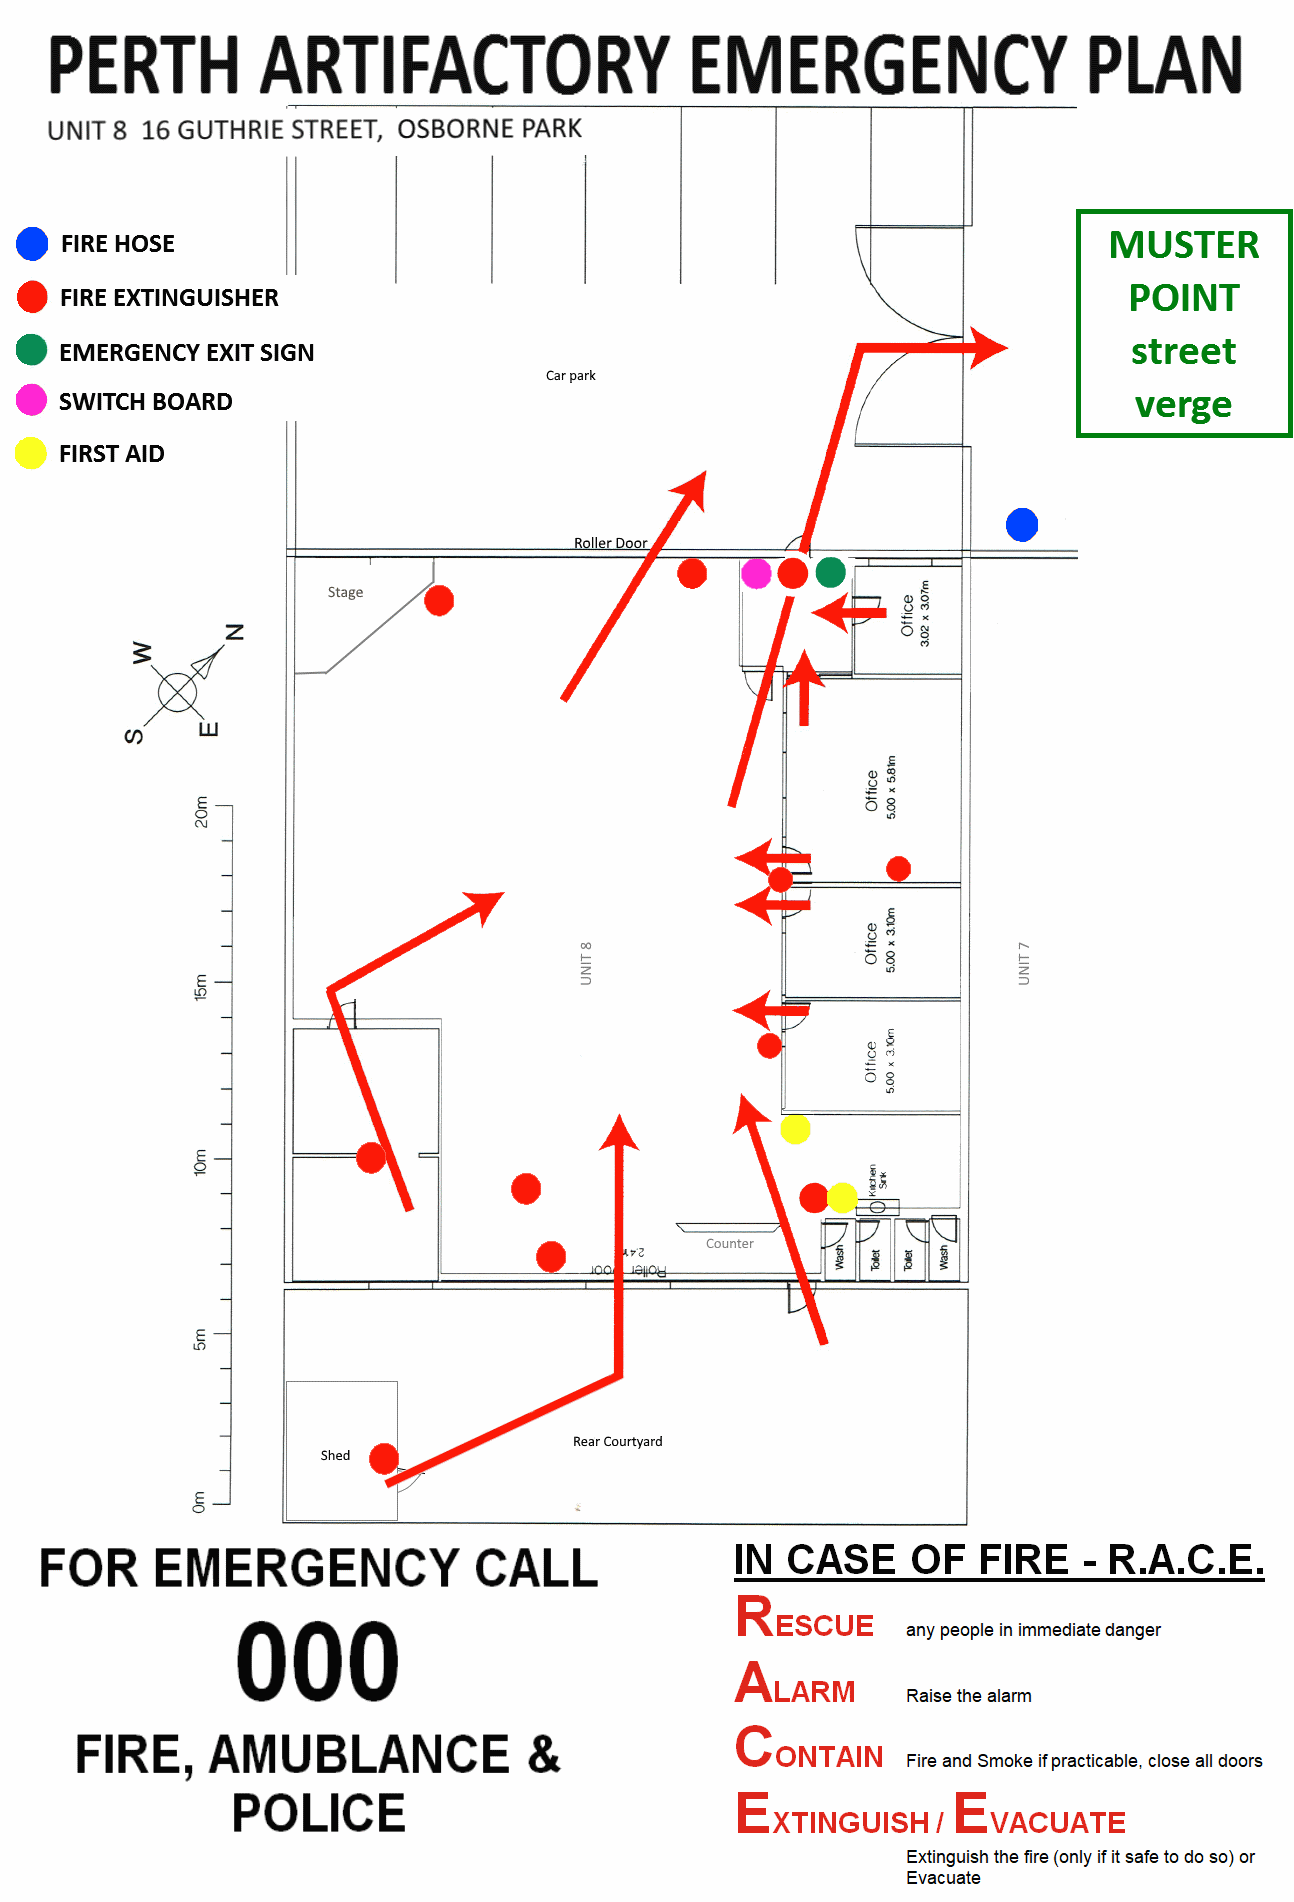 PERTH ARTIFACTORY EMERGENCY PLAN
UNIT 8 16 GUTHRIE STREET, OSBORNE PARK
FIRE HOSE
FIRE EXTINGUISHER
EMERGENCY EXIT SIGN
SWITCH BOARD
FIRST AID
MUSTER
POINT
street
verge
Car park
Roller Door
Stage
Office
3.02 x 3.07m
W
N
S
E
Office
5.00 x 5.81m
20m
15m
10m
5m
0m
UNIT 8
Office
5.00 x 3.10m
UNIT 7
Office
5.00 x 3.10m
Kitchen
Sink
Counter
2.4
Roller Door
Wash
Toilet
Toilet
Wash
Shed
Rear Courtyard
FOR EMERGENCY CALL
000
FIRE, AMUBLANCE &
POLICE
IN CASE OF FIRE - R.A.C.E.
RESCUE any people in immediate danger
ALARM Raise the alarm
CONTAIN Fire and Smoke if practicable, close all doors
EXTINGUISH / EVACUATE
Extinguish the fire (only if it safe to do so) or
Evacuate